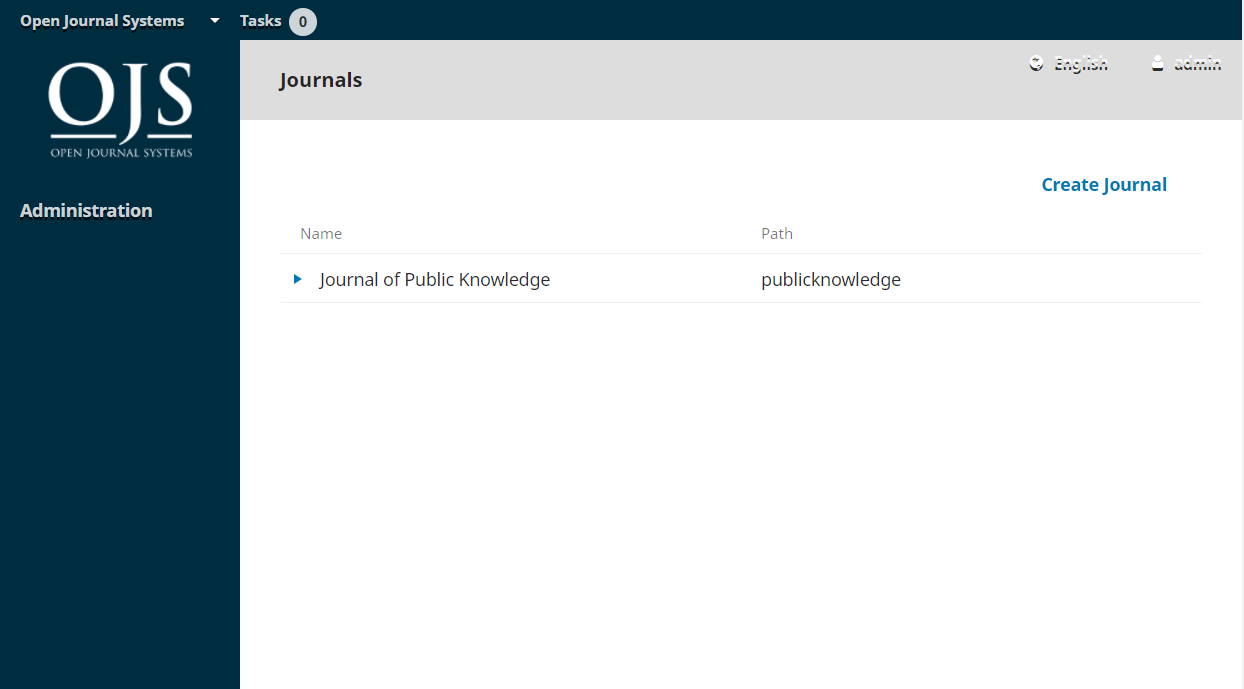 Open Journal Systems Tasks 0
OJS
OPEN JOURNAL SYSTEMS
English admin
Journals
Create Journal
Administration
Name Path
Journal of Public Knowledge publicknowledge